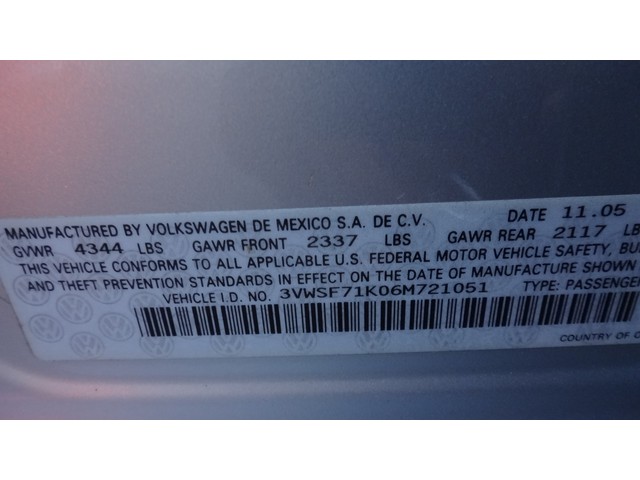 MANUFACTURED BY VOLKSWAGEN DE MEXICO S.A. DE C.V. DATE 11.05
GVWR 4344 LBS GAWR FRONT 2337 LBS GAWR REAR 2117 LB
THIS VEHICLE CONFORMS TO ALL APPLICABLE U.S. FEDERAL MOTOR VEHICLE SAFETY, BU
AND THEFT PREVENTION STANDARDS IN EFFECT ON THE DATE OF MANUFACTURE SHOWN
VEHICLE I.D. NO. 3VWSF71K06M721051 TYPE: PASSENGER
COUNTRY OF